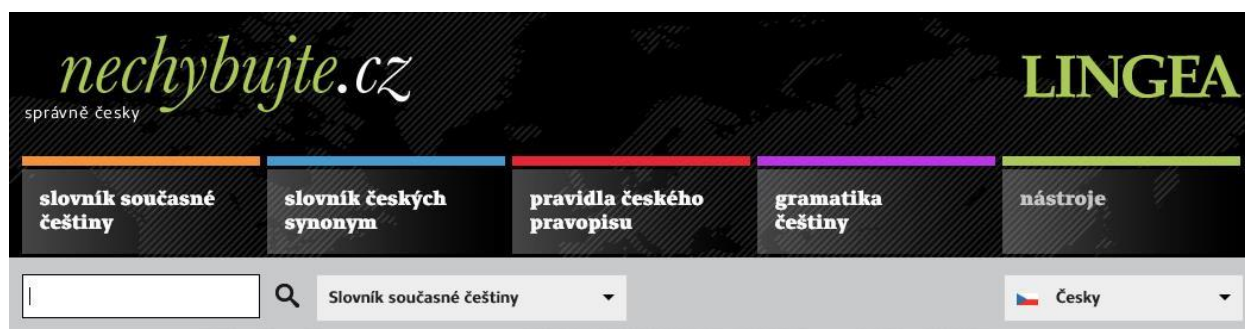 nechybujte.cz
LINGEA
správně česky
slovník současné
češtiny
slovník českých
synonym
pravidla českého
pravopisu
gramatika
češtiny
nástroje
Slovník současné češtiny
Česky